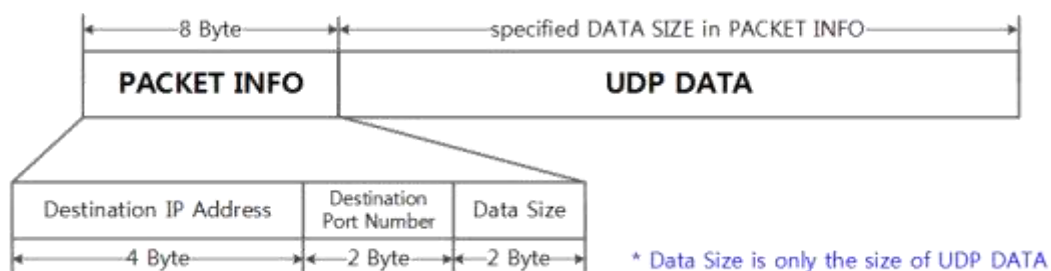 8 Byte specified DATA SIZE in PACKET INFO
PACKET INFO UDP DATA
Destination IP Address Destination Port Number Data Size
4 Byte 2 Byte 2 Byte
* Data Size is only the size of UDP DATA